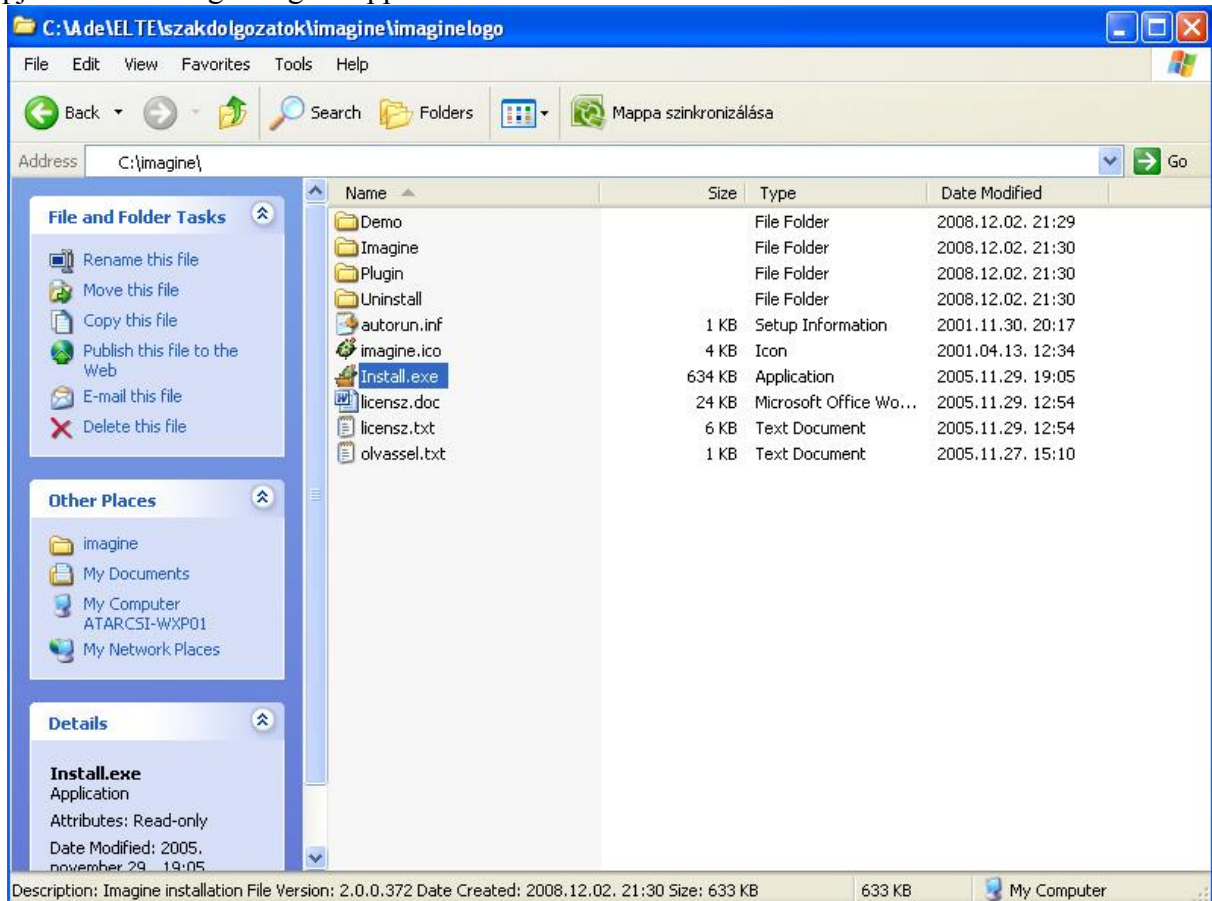 C:\Ade\ELTE\szakdolgozatok\imagine\imaginelogo
File Edit View Favorites Tools Help
Back Search Folders Mappa szinkronizálása
Address C:\imagine\ Go
File and Folder Tasks
Rename this file
Move this file
Copy this file
Publish this file to the
Web
E-mail this file
Delete this file
Other Places
imagine
My Documents
My Computer
ATARCSI-WXP01
My Network Places
Details
Install.exe
Application
Attributes: Read-only
Date Modified: 2005.
november 29., 19:05
Name Size Type Date Modified
Demo File Folder 2008.12.02. 21:29
Imagine File Folder 2008.12.02. 21:30
Plugin File Folder 2008.12.02. 21:30
Uninstall File Folder 2008.12.02. 21:30
autorun.inf 1 KB Setup Information 2001.11.30. 20:17
imagine.ico 4 KB Icon 2001.04.13. 12:34
Install.exe 634 KB Application 2005.11.29. 19:05
licensz.doc 24 KB Microsoft Office Wo... 2005.11.29. 12:54
licensz.txt 6 KB Text Document 2005.11.29. 12:54
olvassel.txt 1 KB Text Document 2005.11.27. 15:10
Description: Imagine installation File Version: 2.0.0.372 Date Created: 2008.12.02. 21:30 Size: 633 KB 633 KB My Computer